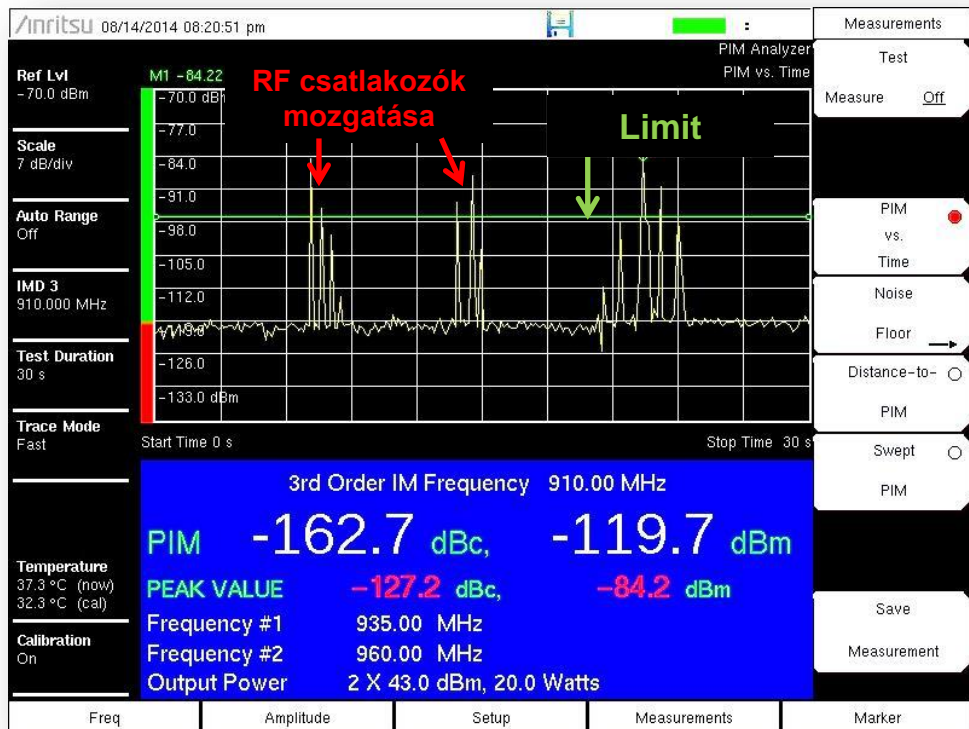 Anritsu 08/14/2014 08:20:51 pm
:
Measurements
PIM Analyzer
PIM vs. Time
Ref Lvl
-70.0 dBm
Scale
7 dB/div
Auto Range
Off
IMD 3
910.000 MHz
Test Duration
30 s
Trace Mode
Fast
Temperature
37.3 °C (now)
32.3 °C (cal)
Calibration
On
M1 -84.22
RF csatlakozók
mozgatása
Limit
-70.0 dBm
-77.0
-84.0
-91.0
-98.0
-105.0
-112.0
-119.0
-126.0
-133.0 dBm
Start Time 0 s
Stop Time 30 s
3rd Order IM Frequency 910.00 MHz
PIM -162.7 dBc, -119.7 dBm
PEAK VALUE -127.2 dBc, -84.2 dBm
Frequency #1 935.00 MHz
Frequency #2 960.00 MHz
Output Power 2 X 43.0 dBm, 20.0 Watts
Test
Measure Off
PIM
vs.
Time
Noise
Floor
Distance-to-
PIM
Swept
PIM
Save
Measurement
Freq
Amplitude
Setup
Measurements
Marker